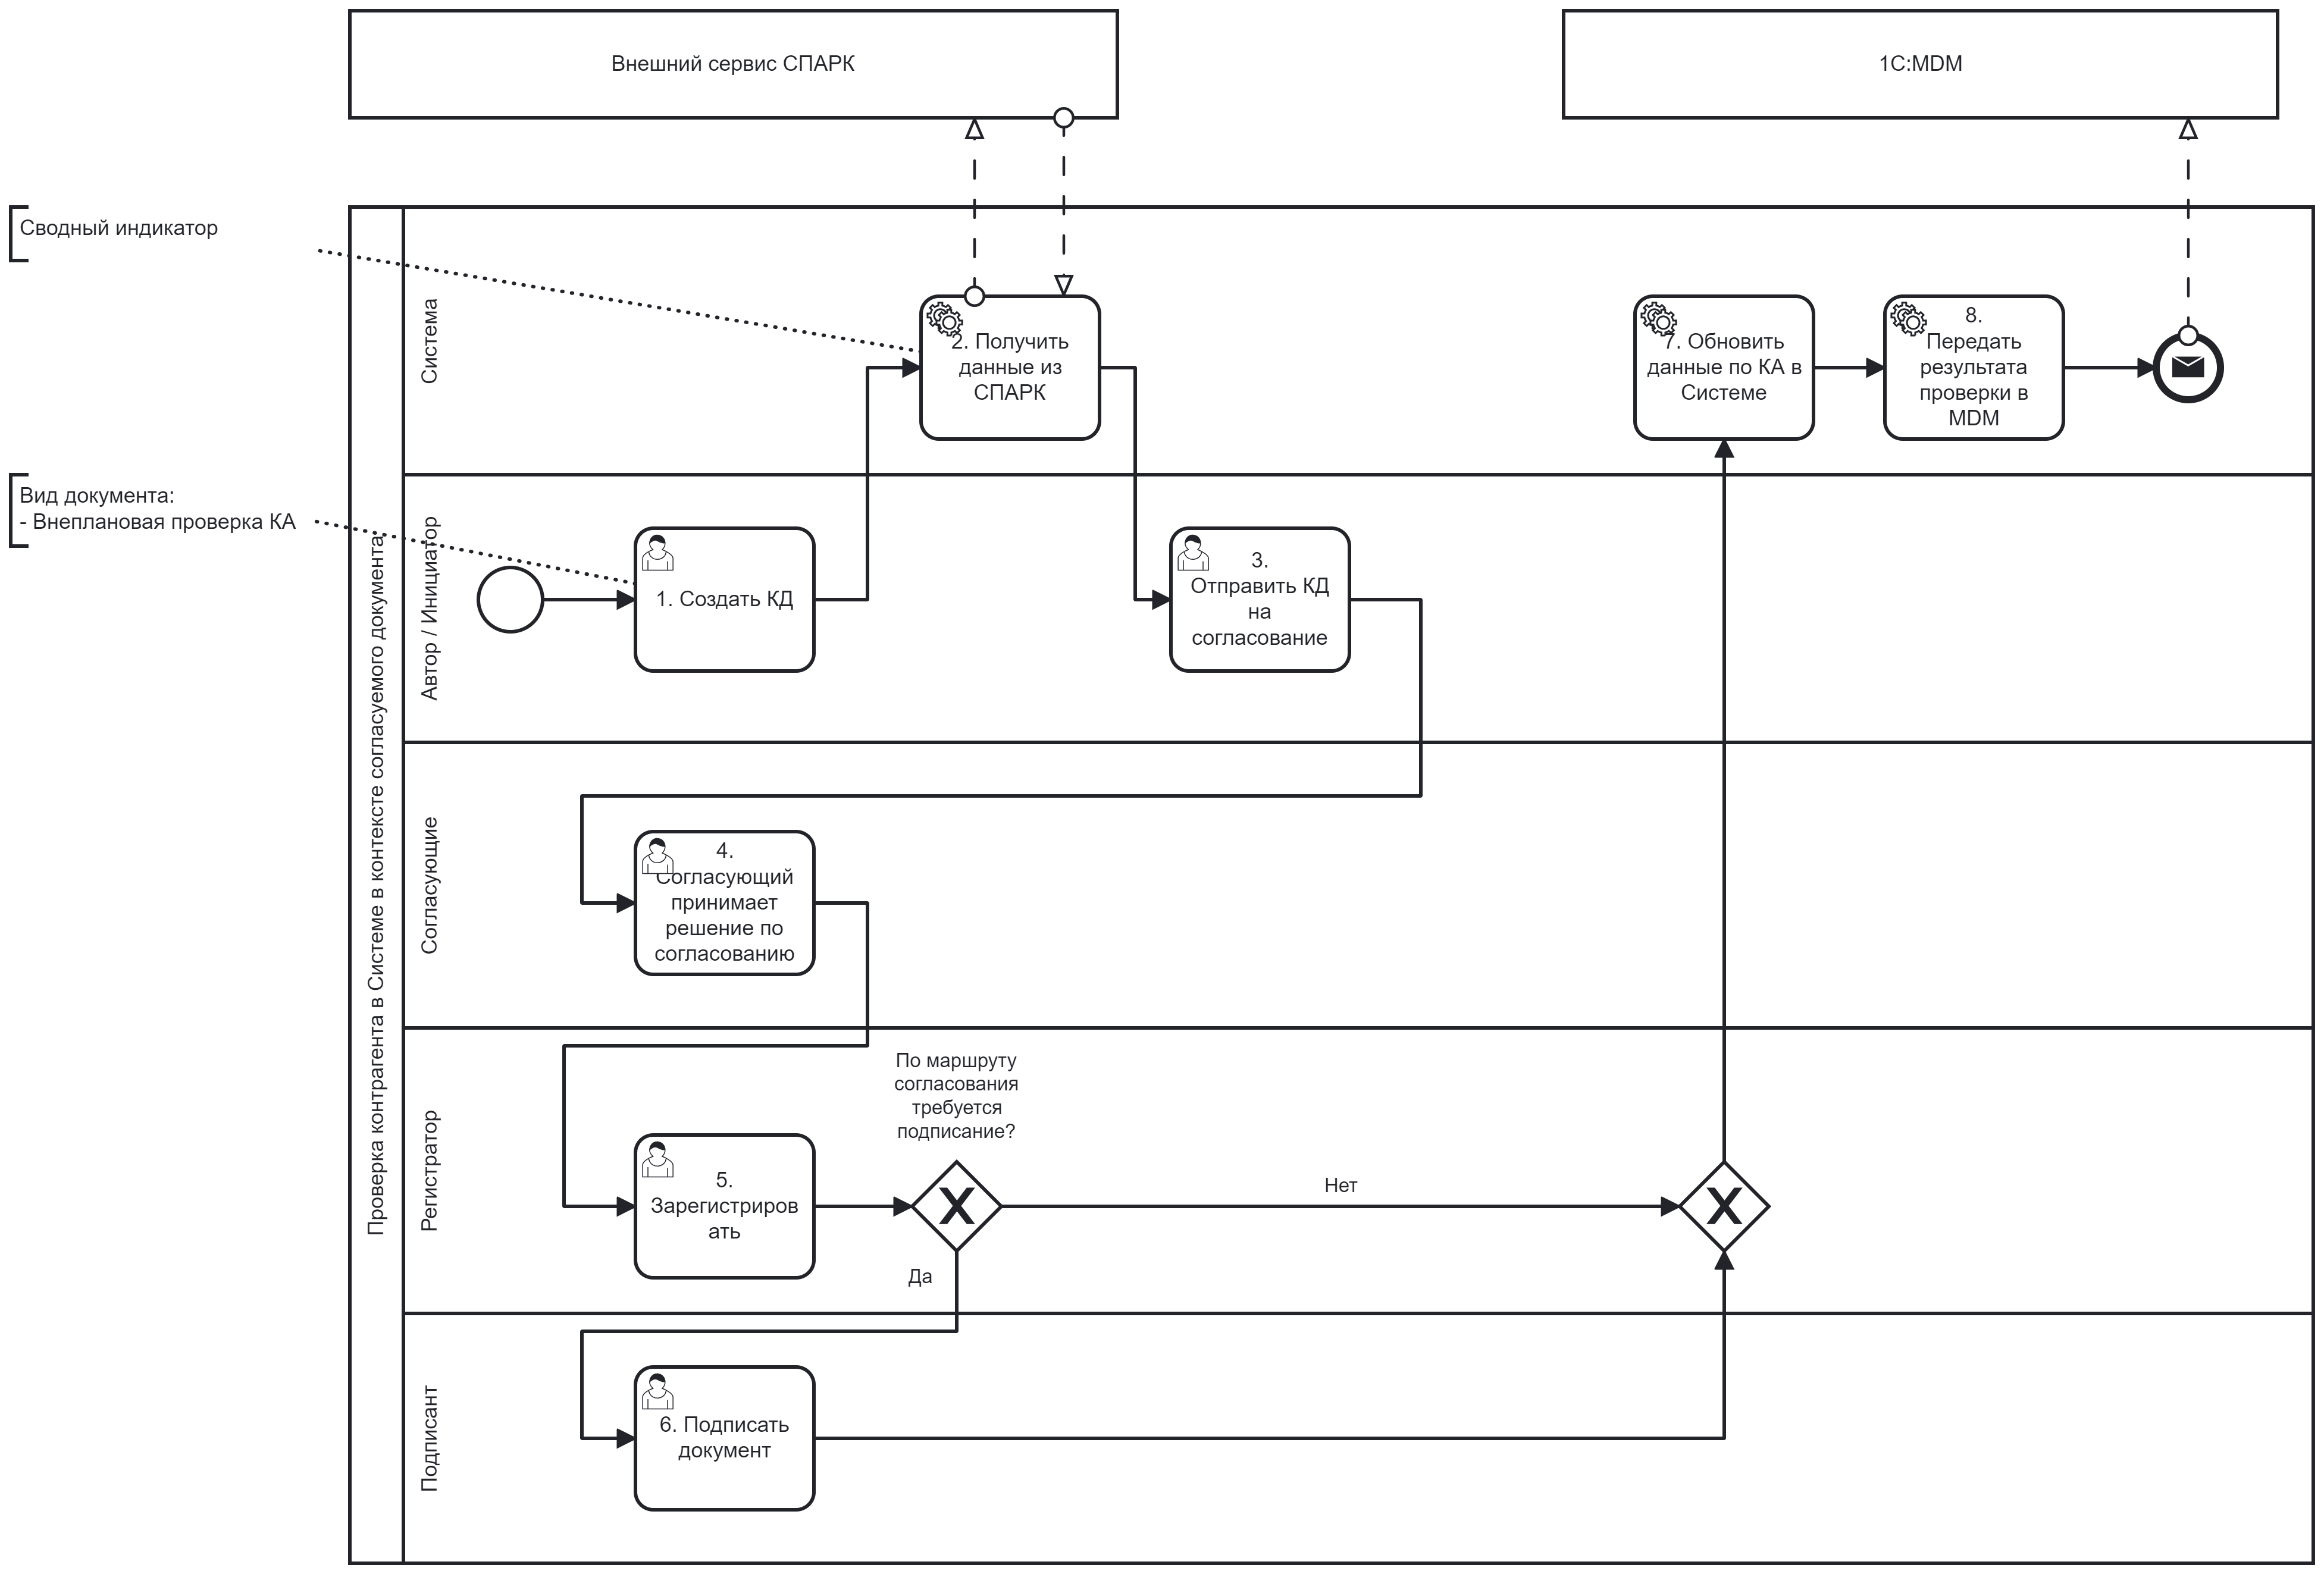 Внешний сервис СПАРК
1С:MDM
Сводный индикатор
Система
2. Получить
данные из
СПАРК
7. Обновить
данные по КА в
Системе
8.
Передать
результата
проверки в
MDM
Вид документа:
- Внеплановая проверка КА
Проверка контрагента в Системе в контексте согласуемого документа
Автор / Инициатор
1. Создать КД
3.
Отправить КД
на
согласование
Согласующие
4.
Согласующий
принимает
решение по
согласованию
Регистратор
По маршруту
согласования
требуется
подписание?
5.
Зарегистриров
ать
Нет
Да
Подписант
6. Подписать
документ